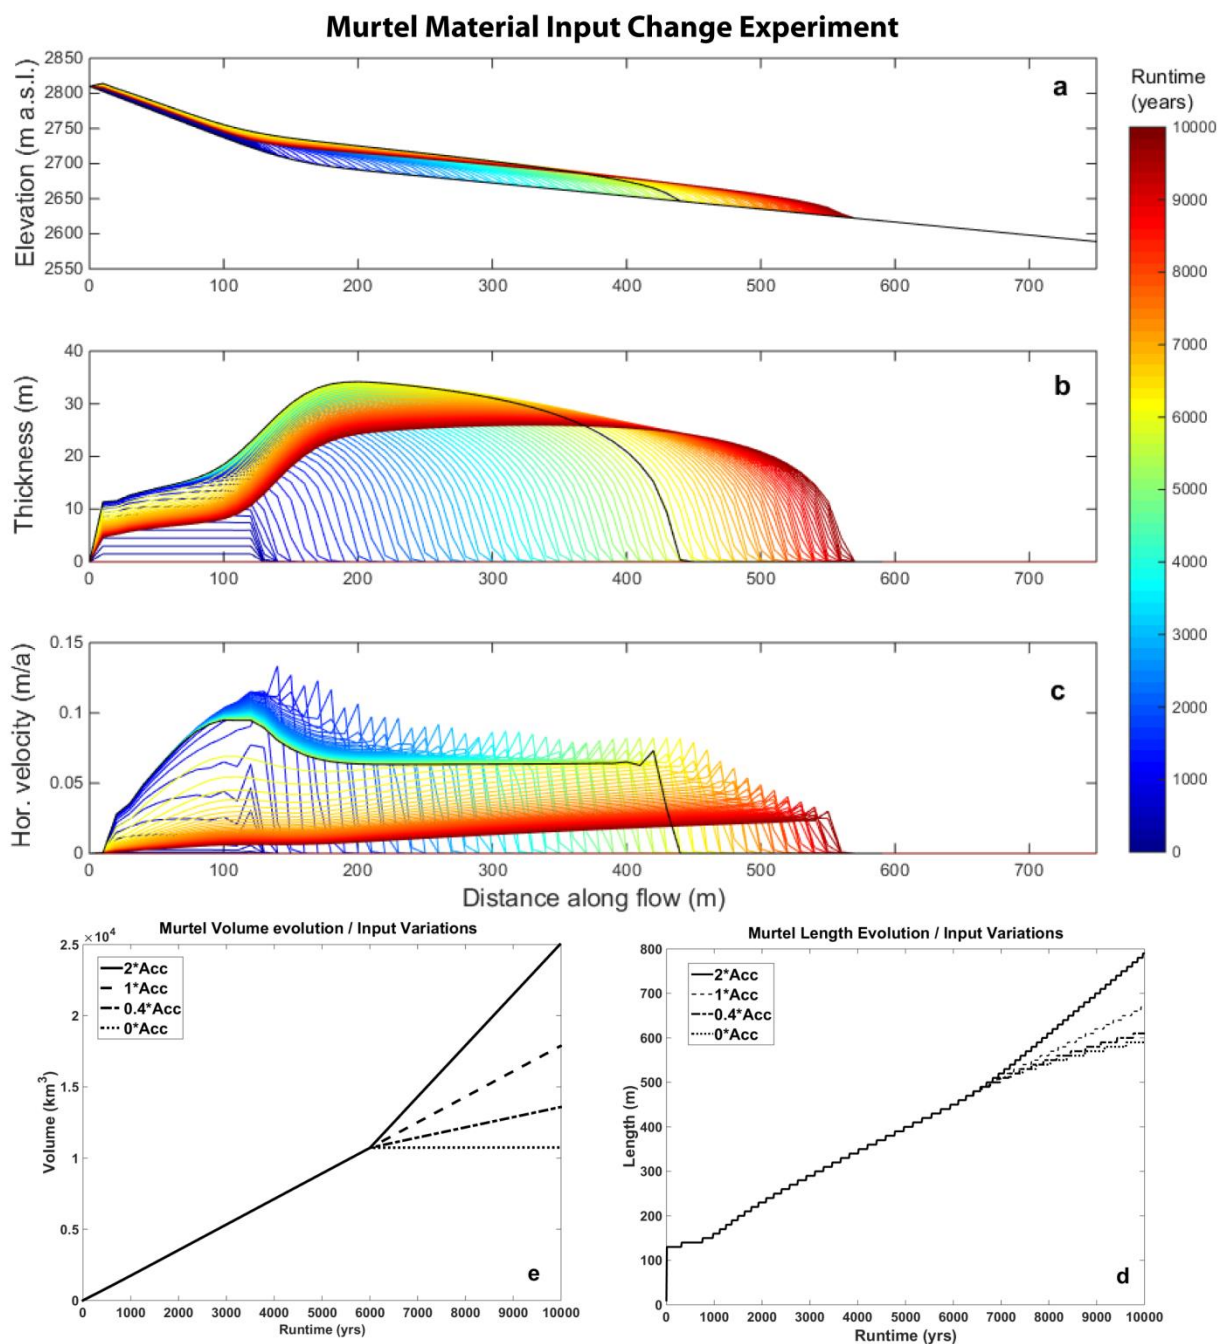 Murtel Material Input Change Experiment
2850
2800
2750
2700
2650
2600
2550
Elevation (m a.s.l.)
a
0 100 200 300 400 500 600 700
Runtime
(years)
10000
9000
8000
7000
6000
5000
4000
3000
2000
1000
0
40
30
20
10
0
Thickness (m)
b
0 100 200 300 400 500 600 700
0.15
0.1
0.05
0
Hor. velocity (m/a)
c
0 100 200 300 400 500 600 700
Distance along flow (m)
Murtel Volume evolution / Input Variations
×10⁴
2.5
2
1.5
1
0.5
0
Volume (km³)
2*Acc
1*Acc
0.4*Acc
0*Acc
e
0 1000 2000 3000 4000 5000 6000 7000 8000 9000 10000
Runtime (yrs)
Murtel Length Evolution / Input Variations
800
700
600
500
400
300
200
100
0
Length (m)
2*Acc
1*Acc
0.4*Acc
0*Acc
d
0 1000 2000 3000 4000 5000 6000 7000 8000 9000 10000
Runtime (yrs)